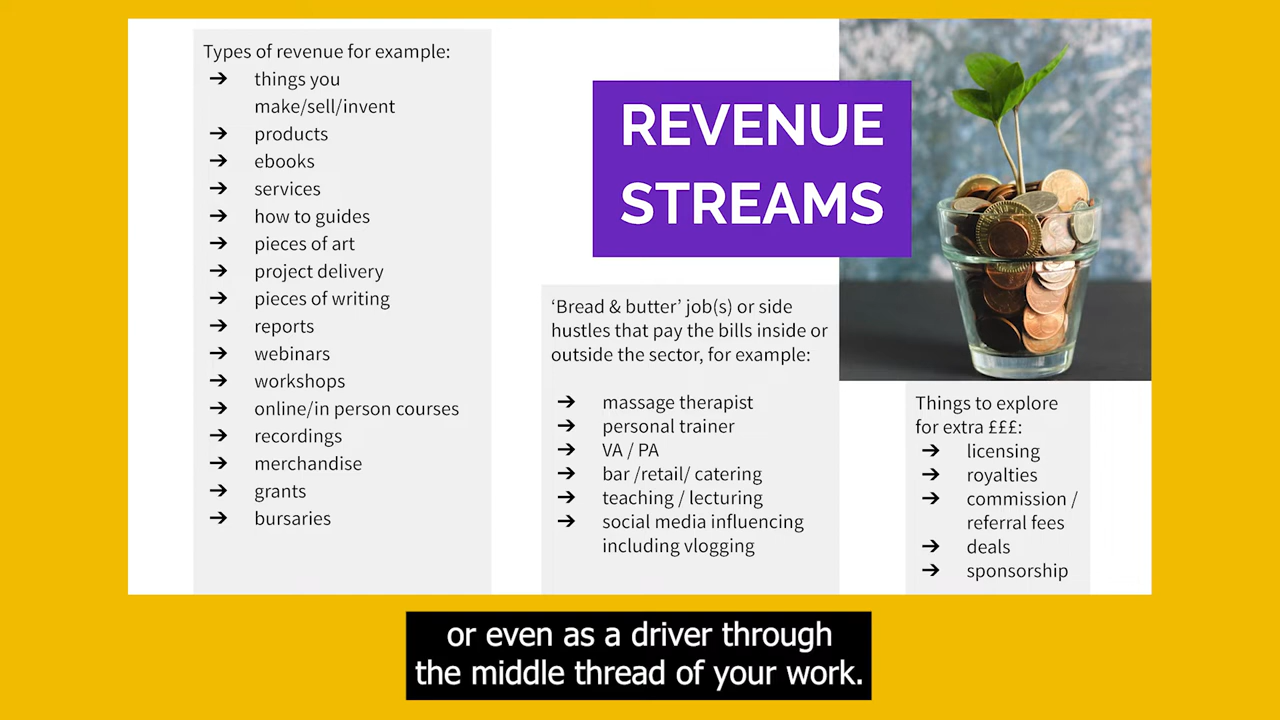 Types of revenue for example:
➔ things you
make/sell/invent
➔ products
➔ ebooks
➔ services
➔ how to guides
➔ pieces of art
➔ project delivery
➔ pieces of writing
➔ reports
➔ webinars
➔ workshops
➔ online/in person courses
➔ recordings
➔ merchandise
➔ grants
➔ bursaries
REVENUE
STREAMS
‘Bread & butter’ job(s) or side
hustles that pay the bills inside or
outside the sector, for example:
➔ massage therapist
➔ personal trainer
➔ VA / PA
➔ bar /retail/ catering
➔ teaching / lecturing
➔ social media influencing
including vlogging
Things to explore
for extra £££:
➔ licensing
➔ royalties
➔ commission /
referral fees
➔ deals
➔ sponsorship
or even as a driver through
the middle thread of your work.